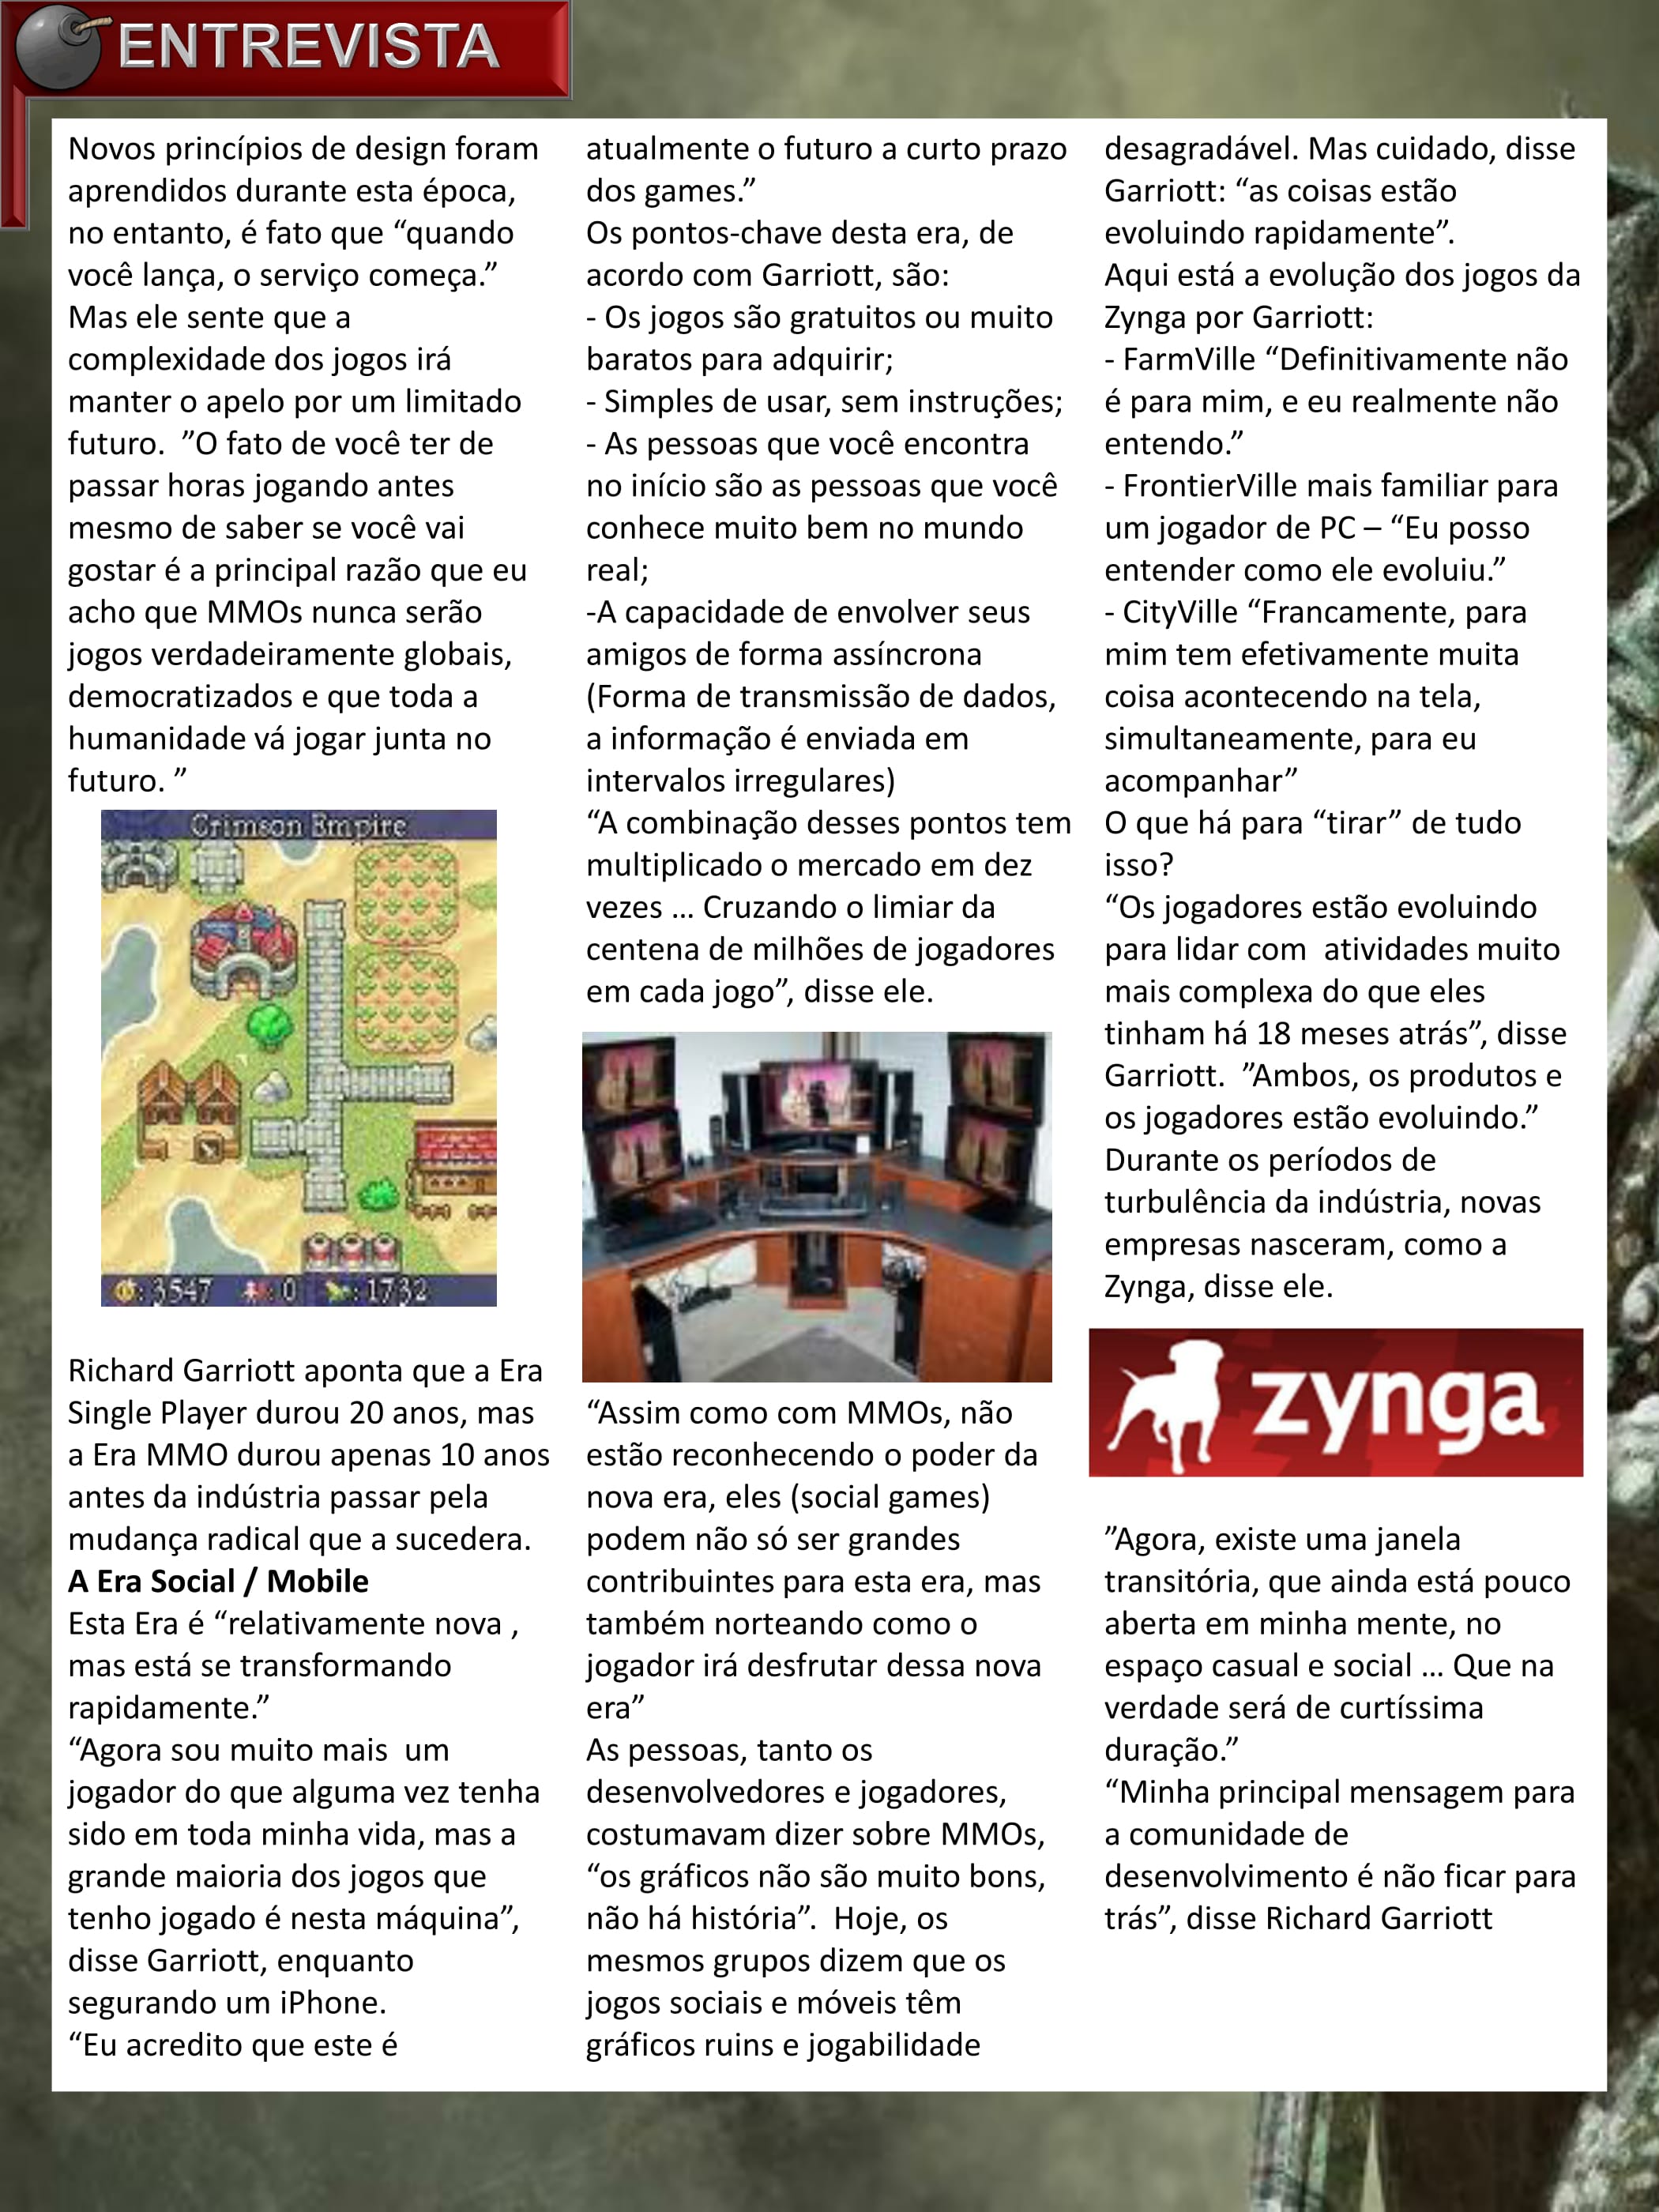 ENTREVISTA
Novos princípios de design foram
aprendidos durante esta época,
no entanto, é fato que “quando
você lança, o serviço começa.”
Mas ele sente que a
complexidade dos jogos irá
manter o apelo por um limitado
futuro.  ”O fato de você ter de
passar horas jogando antes
mesmo de saber se você vai
gostar é a principal razão que eu
acho que MMOs nunca serão
jogos verdadeiramente globais,
democratizados e que toda a
humanidade vá jogar junta no
futuro. ”
Crimson Empire
: 3547 : 0 : 1732
Richard Garriott aponta que a Era
Single Player durou 20 anos, mas
a Era MMO durou apenas 10 anos
antes da indústria passar pela
mudança radical que a sucedera.
A Era Social / Mobile
Esta Era é “relativamente nova ,
mas está se transformando
rapidamente.”
“Agora sou muito mais  um
jogador do que alguma vez tenha
sido em toda minha vida, mas a
grande maioria dos jogos que
tenho jogado é nesta máquina”,
disse Garriott, enquanto
segurando um iPhone.
“Eu acredito que este é
atualmente o futuro a curto prazo
dos games.”
Os pontos-chave desta era, de
acordo com Garriott, são:
- Os jogos são gratuitos ou muito
baratos para adquirir;
- Simples de usar, sem instruções;
- As pessoas que você encontra
no início são as pessoas que você
conhece muito bem no mundo
real;
-A capacidade de envolver seus
amigos de forma assíncrona
(Forma de transmissão de dados,
a informação é enviada em
intervalos irregulares)
“A combinação desses pontos tem
multiplicado o mercado em dez
vezes … Cruzando o limiar da
centena de milhões de jogadores
em cada jogo”, disse ele.
“Assim como com MMOs, não
estão reconhecendo o poder da
nova era, eles (social games)
podem não só ser grandes
contribuintes para esta era, mas
também norteando como o
jogador irá desfrutar dessa nova
era”
As pessoas, tanto os
desenvolvedores e jogadores,
costumavam dizer sobre MMOs,
“os gráficos não são muito bons,
não há história”.  Hoje, os
mesmos grupos dizem que os
jogos sociais e móveis têm
gráficos ruins e jogabilidade
desagradável. Mas cuidado, disse
Garriott: “as coisas estão
evoluindo rapidamente”.
Aqui está a evolução dos jogos da
Zynga por Garriott:
- FarmVille “Definitivamente não
é para mim, e eu realmente não
entendo.”
- FrontierVille mais familiar para
um jogador de PC – “Eu posso
entender como ele evoluiu.”
- CityVille “Francamente, para
mim tem efetivamente muita
coisa acontecendo na tela,
simultaneamente, para eu
acompanhar”
O que há para “tirar” de tudo
isso?
“Os jogadores estão evoluindo
para lidar com  atividades muito
mais complexa do que eles
tinham há 18 meses atrás”, disse
Garriott.  ”Ambos, os produtos e
os jogadores estão evoluindo.”
Durante os períodos de
turbulência da indústria, novas
empresas nasceram, como a
Zynga, disse ele.
zynga
”Agora, existe uma janela
transitória, que ainda está pouco
aberta em minha mente, no
espaço casual e social … Que na
verdade será de curtíssima
duração.”
“Minha principal mensagem para
a comunidade de
desenvolvimento é não ficar para
trás”, disse Richard Garriott